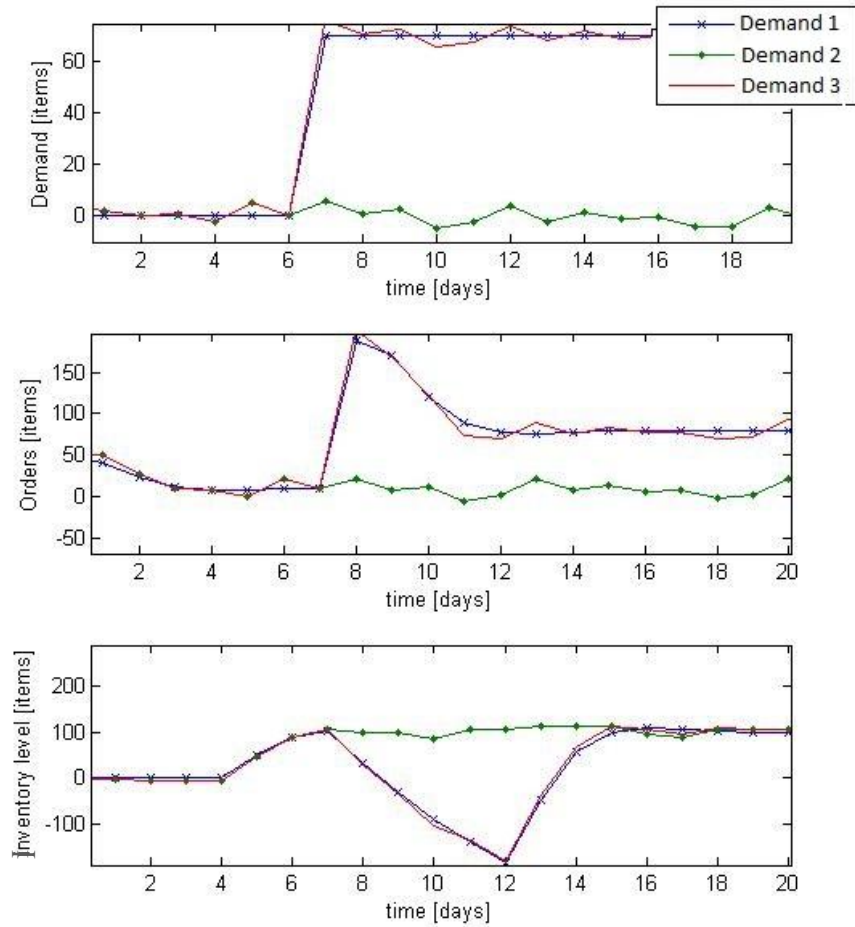 Demand 1
Demand 2
Demand 3
Demand [items]
60
40
20
0
2 4 6 8 10 12 14 16 18
time [days]
Orders [items]
150
100
50
0
-50
2 4 6 8 10 12 14 16 18 20
time [days]
Inventory level [items]
200
100
0
-100
2 4 6 8 10 12 14 16 18 20
time [days]